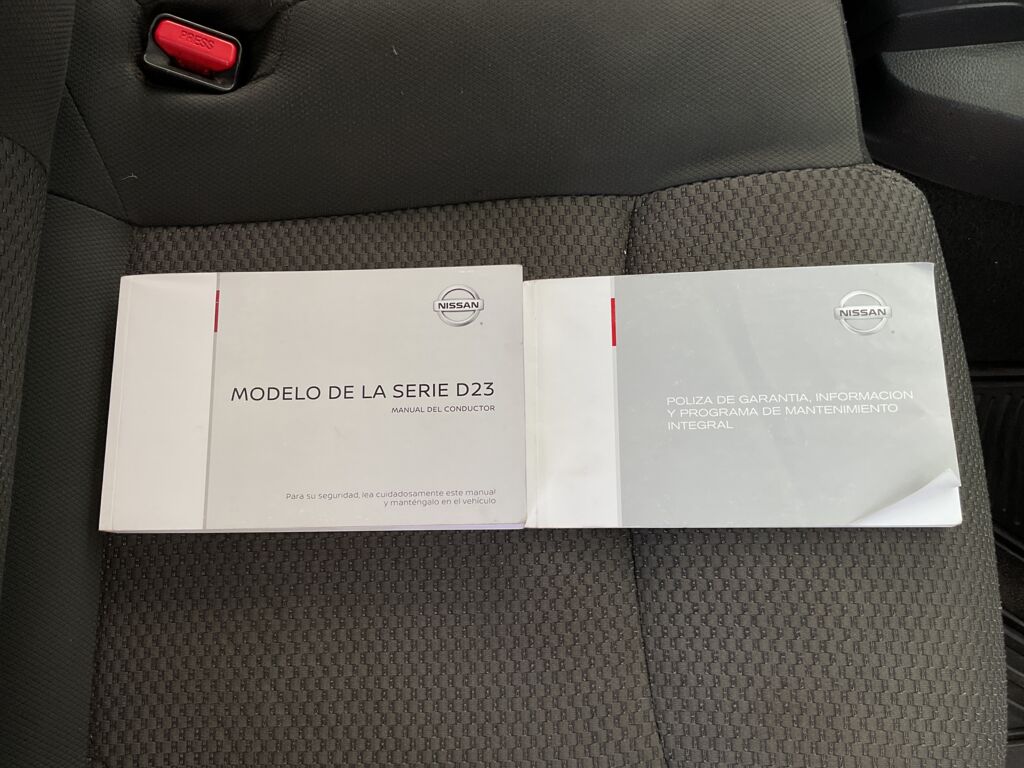 PRESS
NISSAN
MODELO DE LA SERIE D23
MANUAL DEL CONDUCTOR
Para su seguridad, lea cuidadosamente este manual
y manténgalo en el vehículo
NISSAN
POLIZA DE GARANTIA, INFORMACION
Y PROGRAMA DE MANTENIMIENTO
INTEGRAL